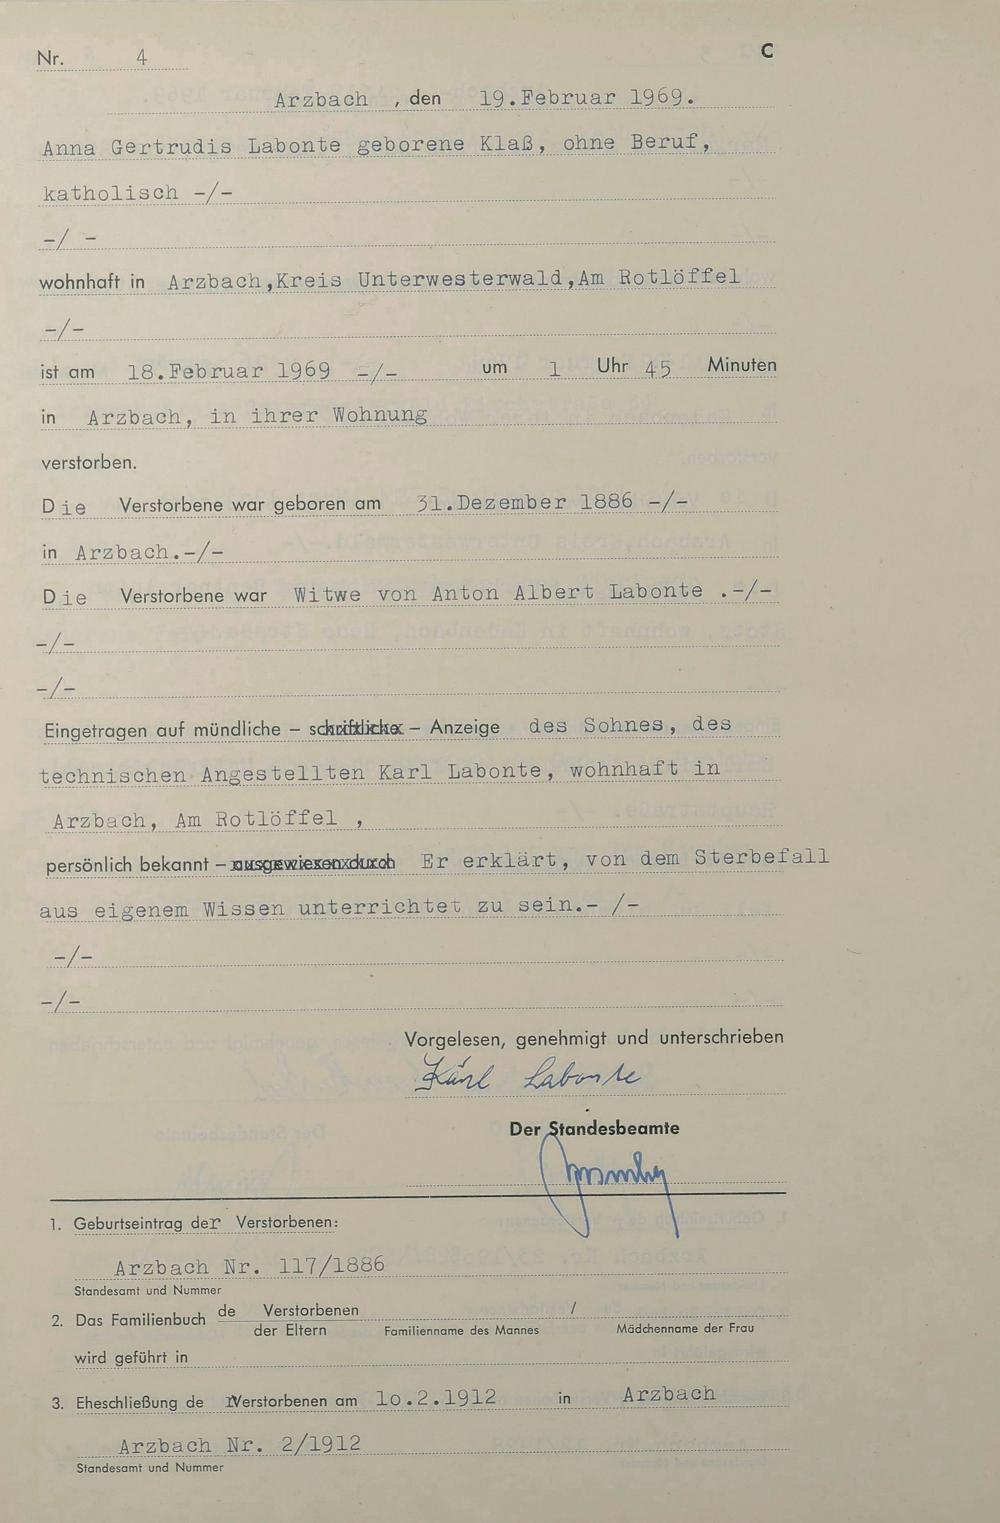 Nr. 4 C
Arzbach , den 19.Februar 1969.
Anna Gertrudis Labonte geborene Klaß, ohne Beruf,
katholisch -/-
-/ -
wohnhaft in Arzbach,Kreis Unterwesterwald,Am Rotlöffel
-/-
ist am 18.Februar 1969 -/- um 1 Uhr 45 Minuten
in Arzbach, in ihrer Wohnung
verstorben.
Die Verstorbene war geboren am 31.Dezember 1886 -/-
in Arzbach.-/-
Die Verstorbene war Witwe von Anton Albert Labonte .-/-
-/-
-/-
Eingetragen auf mündliche – schriftliche – Anzeige des Sohnes, des
technischen Angestellten Karl Labonte, wohnhaft in
Arzbach, Am Rotlöffel ,
persönlich bekannt – ausgewiesen durch Er erklärt, von dem Sterbefall
aus eigenem Wissen unterrichtet zu sein.- /-
-/-
-/-
Vorgelesen, genehmigt und unterschrieben
Karl Labonte
Der Standesbeamte
1. Geburtseintrag der Verstorbenen:
Arzbach Nr. 117/1886
Standesamt und Nummer
2. Das Familienbuch de Verstorbenen /
der Eltern Familienname des Mannes Mädchenname der Frau
wird geführt in
3. Eheschließung der Verstorbenen am 1o.2.1912 in Arzbach
Arzbach Nr. 2/1912
Standesamt und Nummer